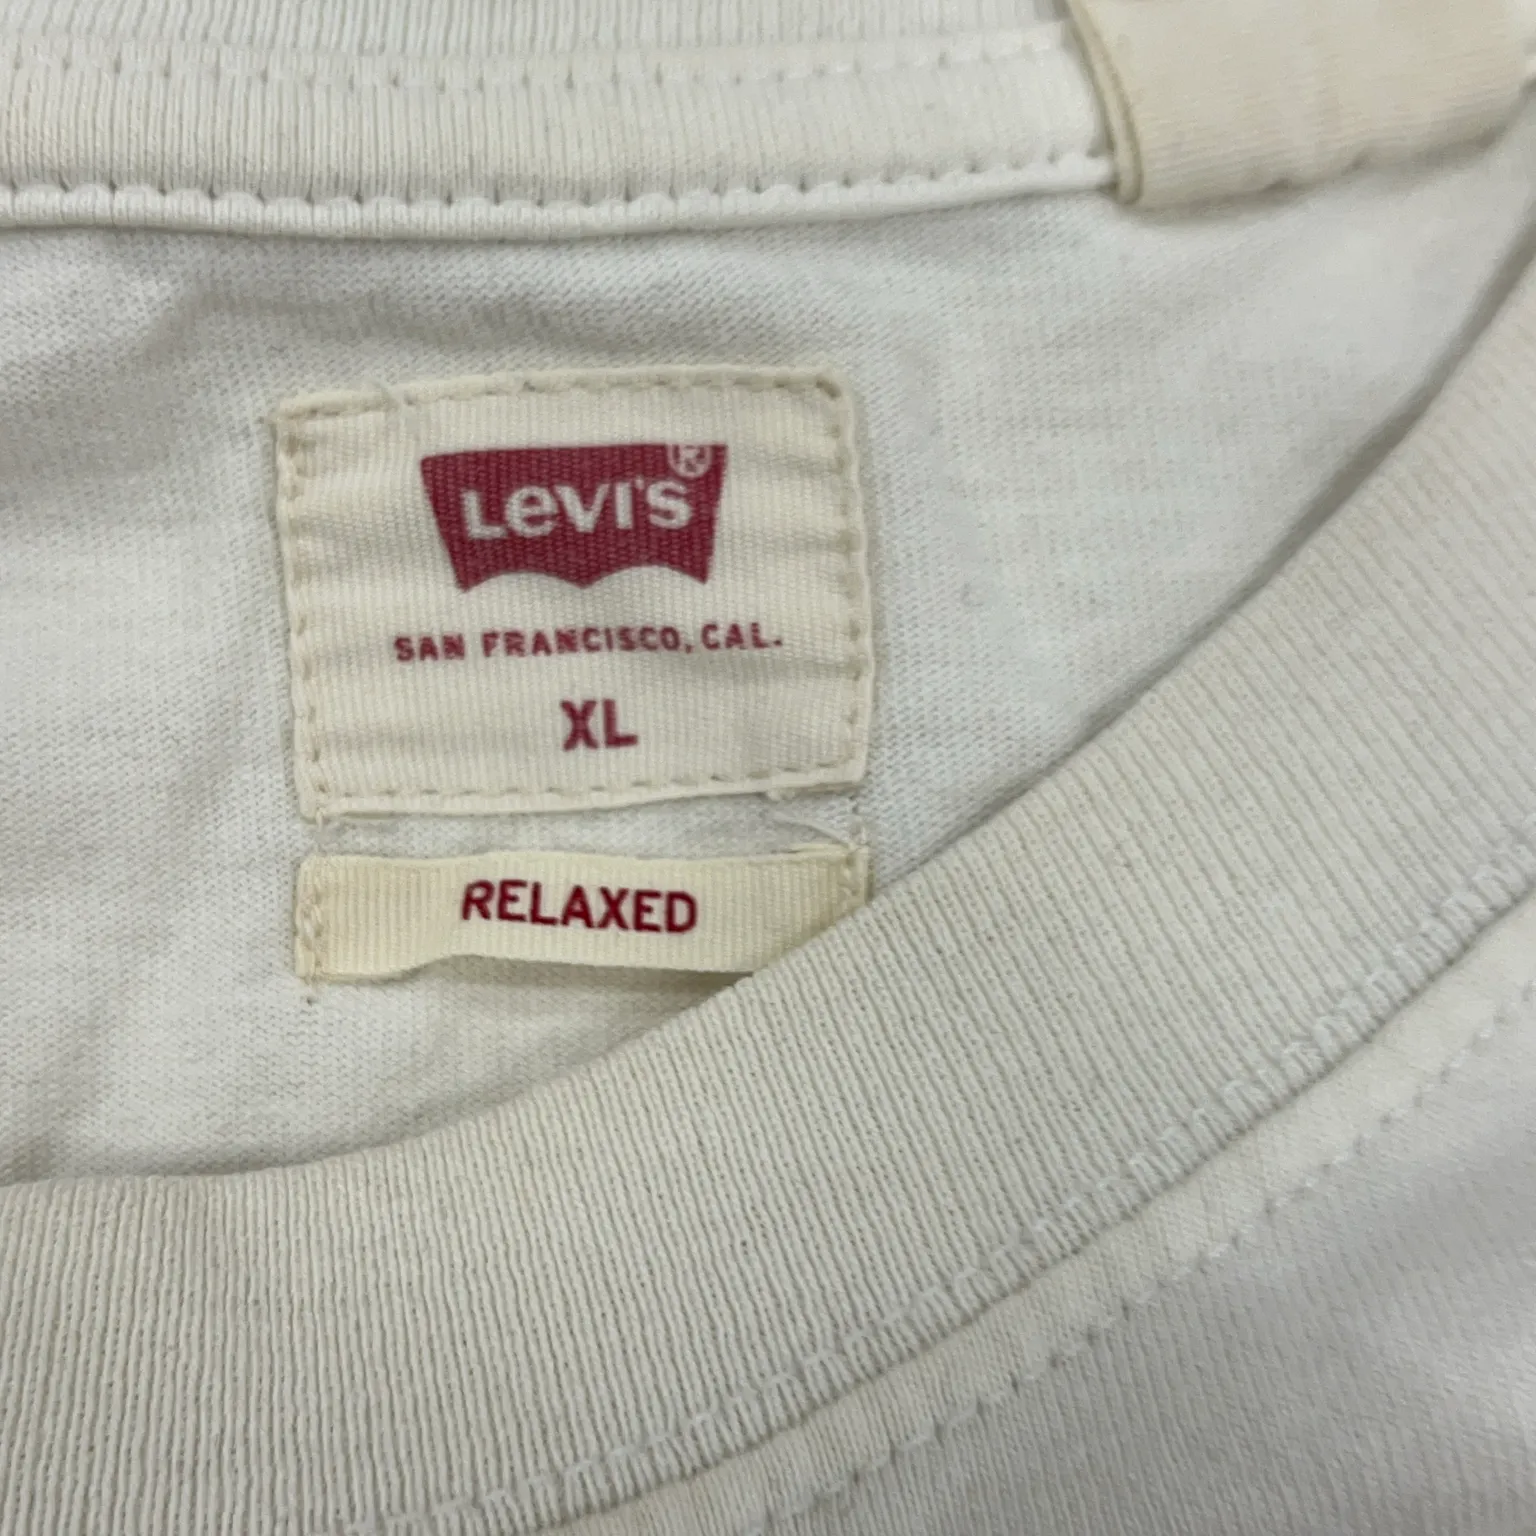 LEVI'S®
SAN FRANCISCO, CAL.
XL
RELAXED